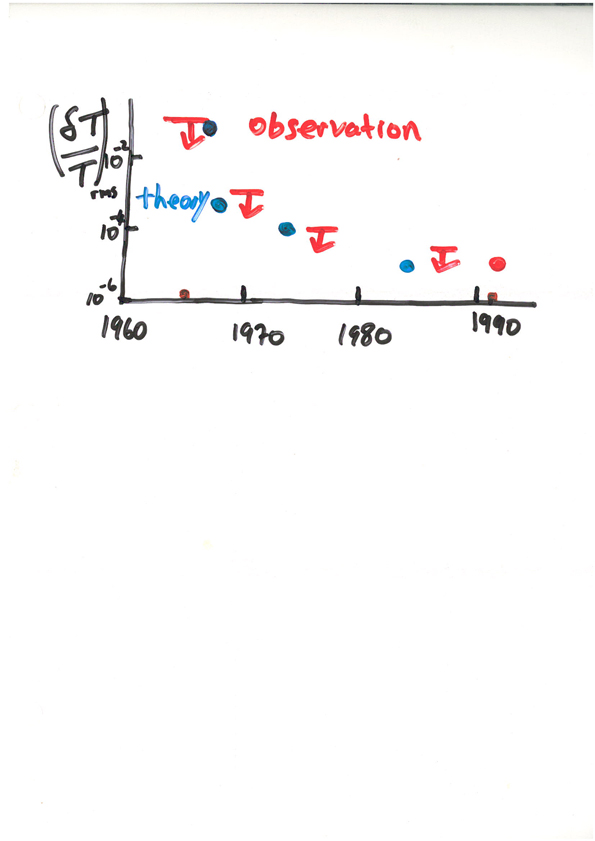 (δT/T)rms
10⁻²
observation
theory
10⁻⁴
10⁻⁶
1960 1970 1980 1990